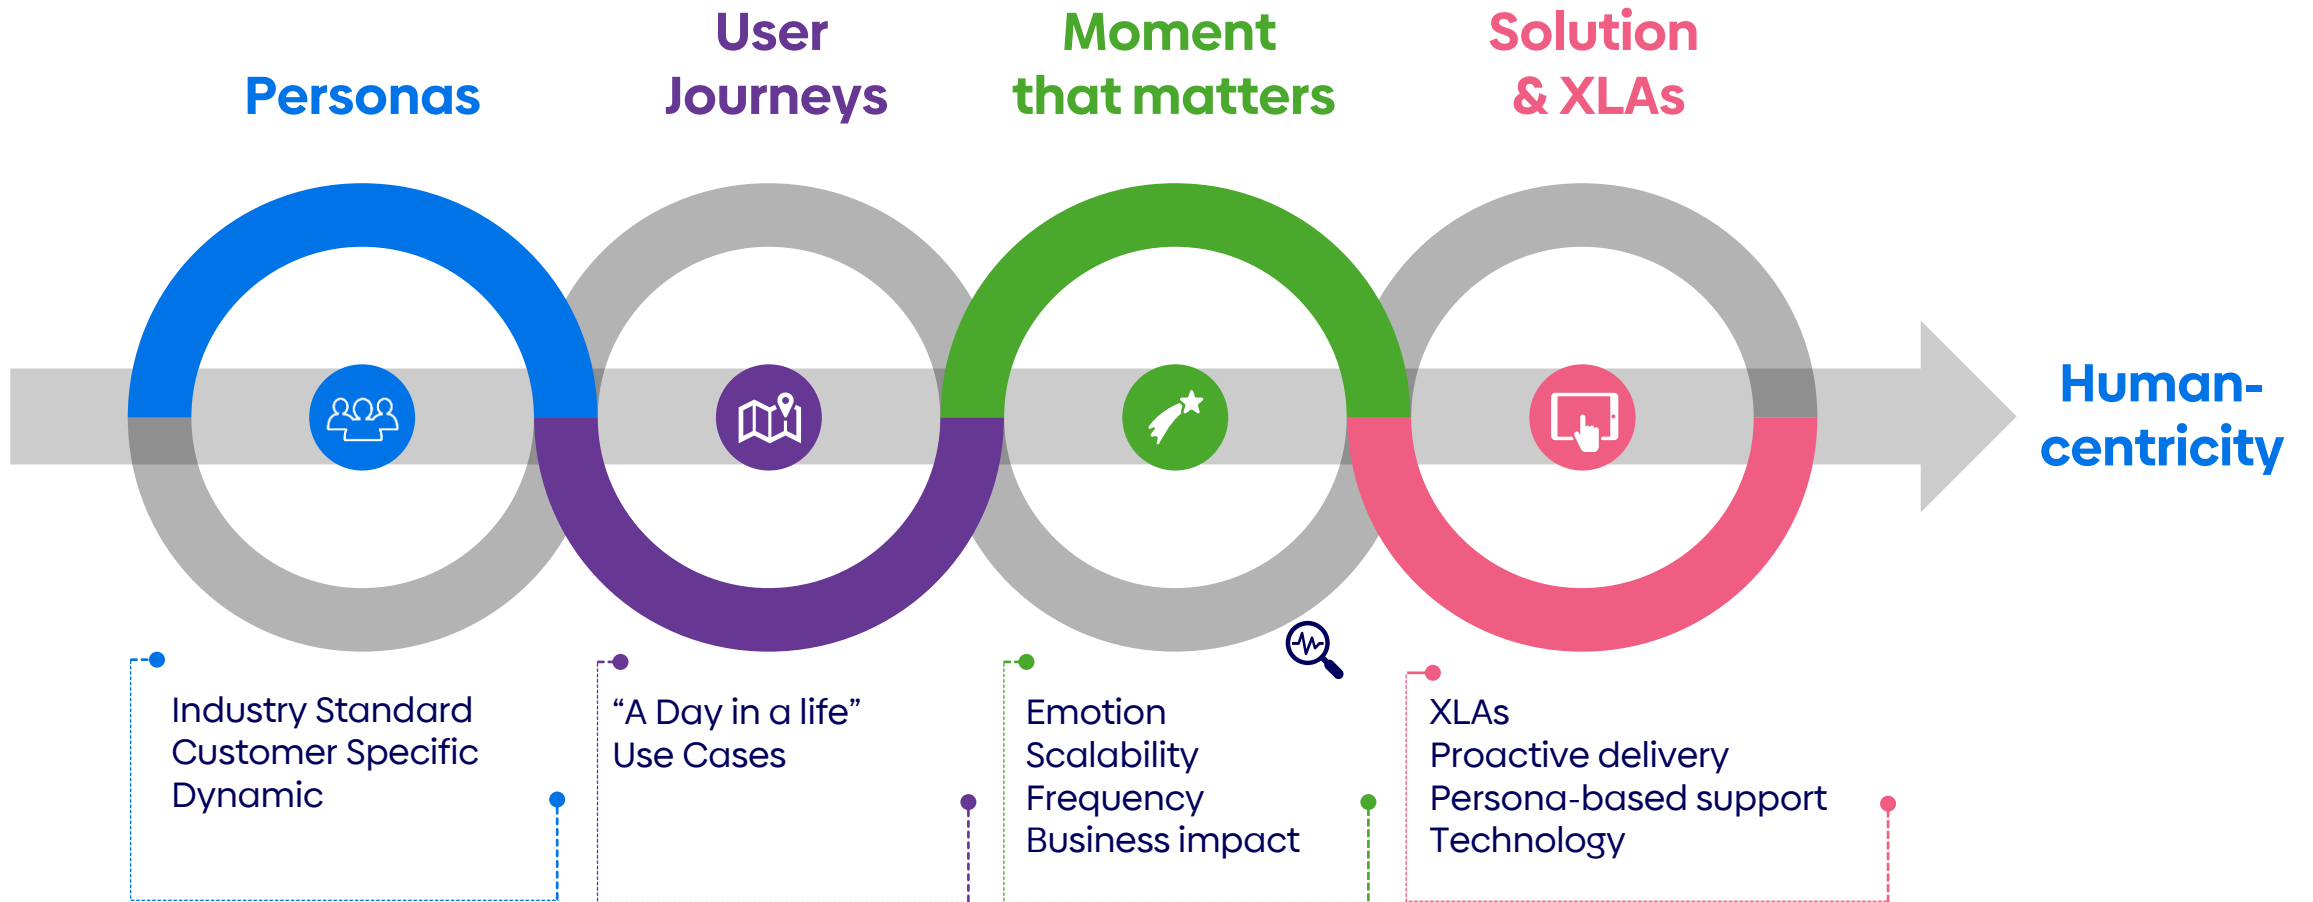 Personas
User
Journeys
Moment
that matters
Solution
& XLAs
Human-
centricity
Industry Standard
Customer Specific
Dynamic
“A Day in a life”
Use Cases
Emotion
Scalability
Frequency
Business impact
XLAs
Proactive delivery
Persona-based support
Technology